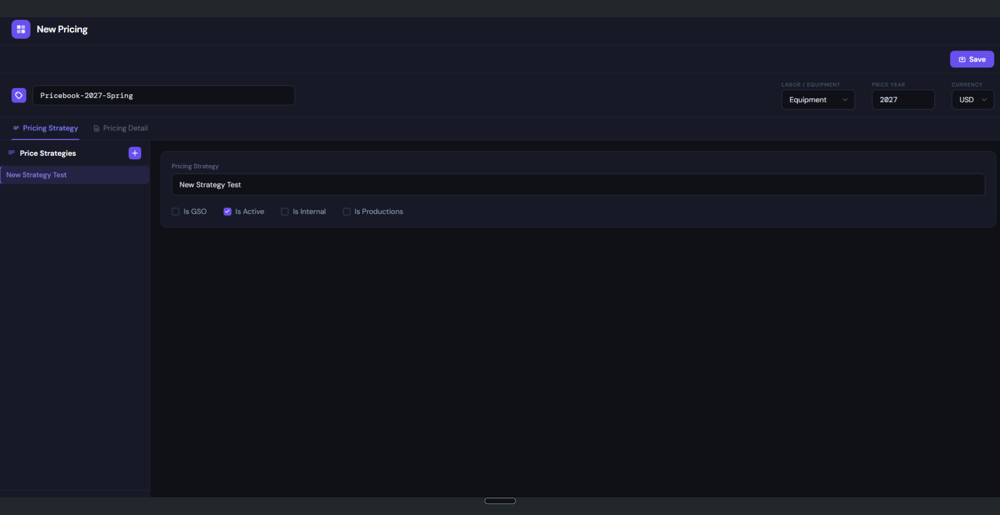 New Pricing
Save
Pricebook-2027-Spring
LABOR / EQUIPMENT
Equipment
PRICE YEAR
2027
CURRENCY
USD
Pricing Strategy
Pricing Detail
Price Strategies
New Strategy Test
Pricing Strategy
New Strategy Test
Is GSO
Is Active
Is Internal
Is Productions